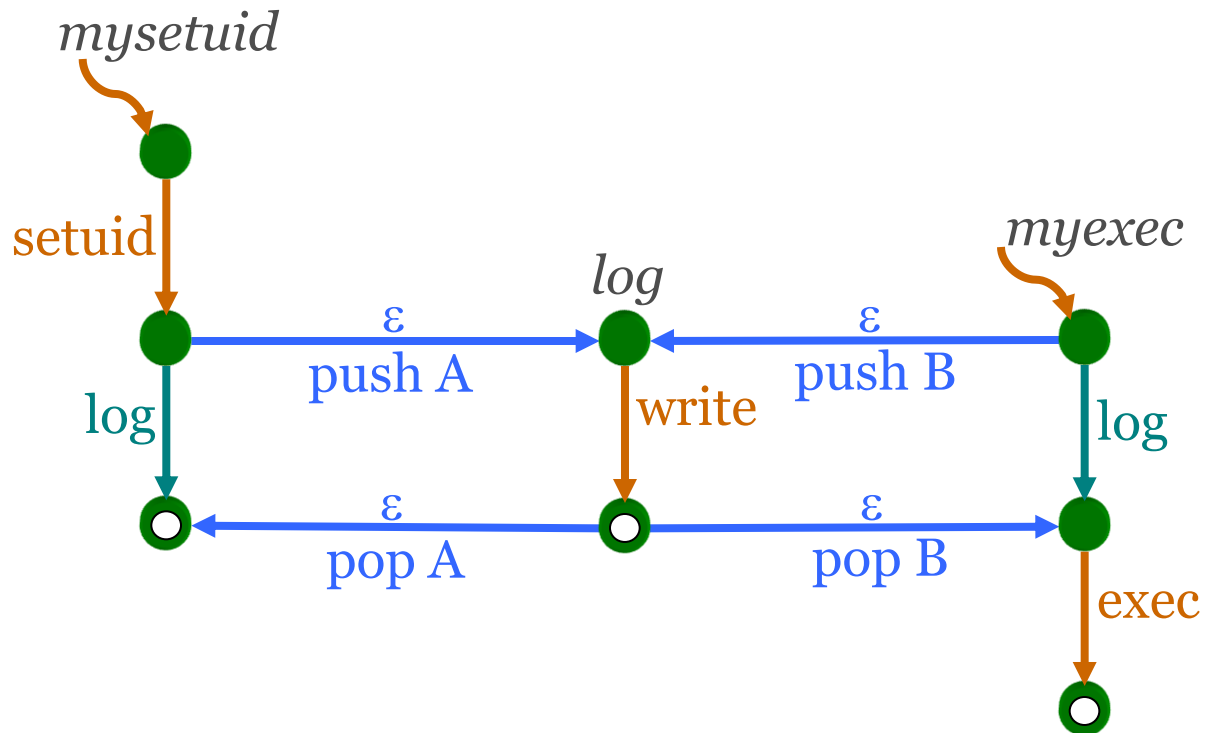 mysetuid
setuid
myexec
log
ε
push A
ε
push B
log
write
log
ε
pop A
ε
pop B
exec